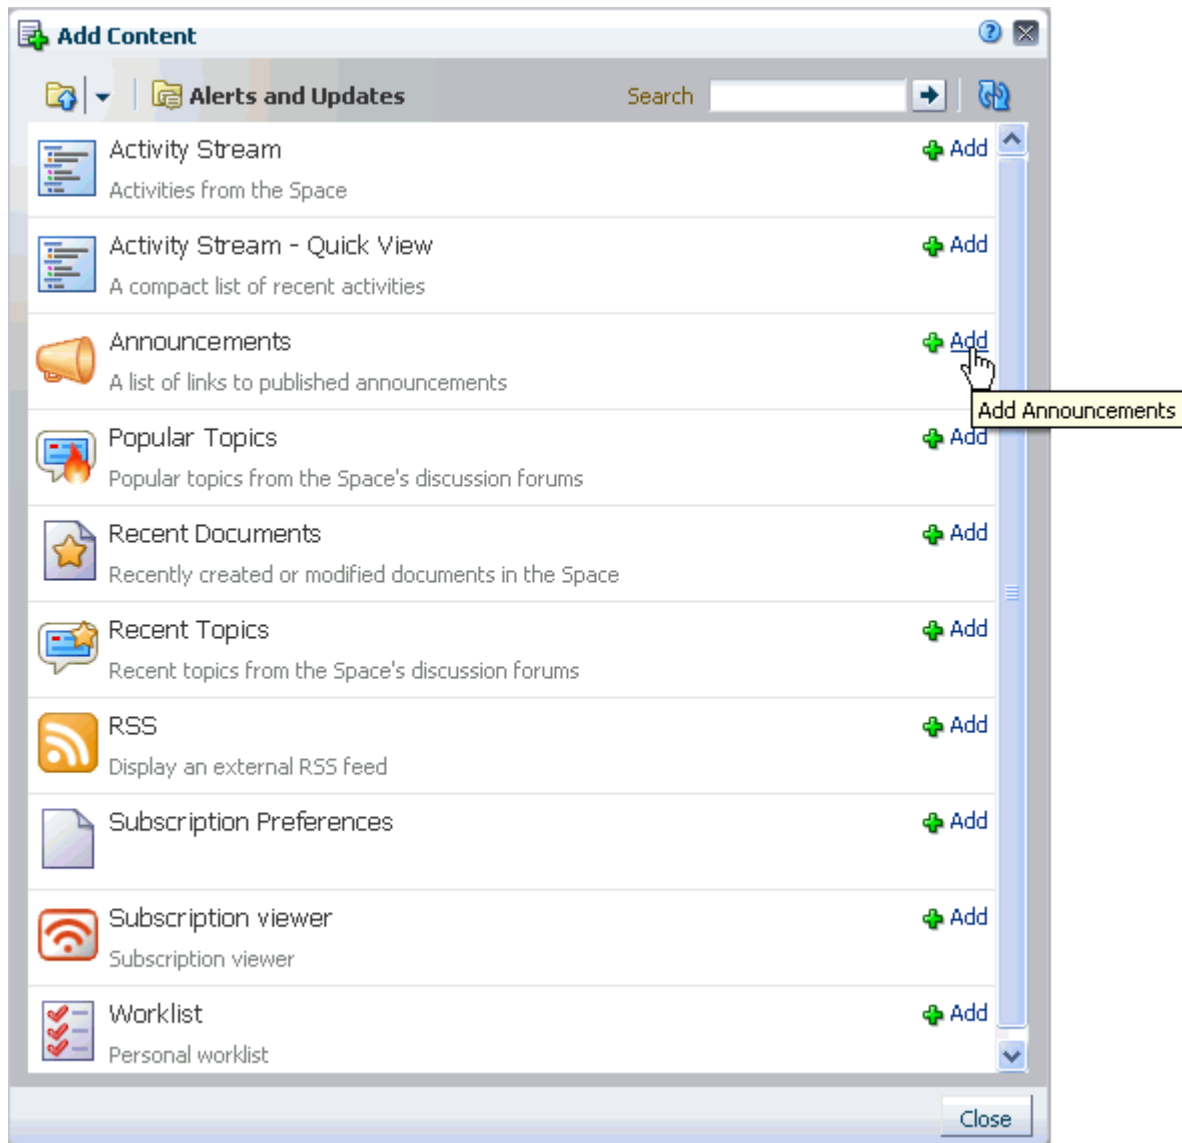 Add Content
Alerts and Updates Search
Activity Stream Add
Activities from the Space
Activity Stream - Quick View Add
A compact list of recent activities
Announcements Add
A list of links to published announcements
Add Announcements
Popular Topics Add
Popular topics from the Space's discussion forums
Recent Documents Add
Recently created or modified documents in the Space
Recent Topics Add
Recent topics from the Space's discussion forums
RSS Add
Display an external RSS feed
Subscription Preferences Add
Subscription viewer Add
Subscription viewer
Worklist Add
Personal worklist
Close